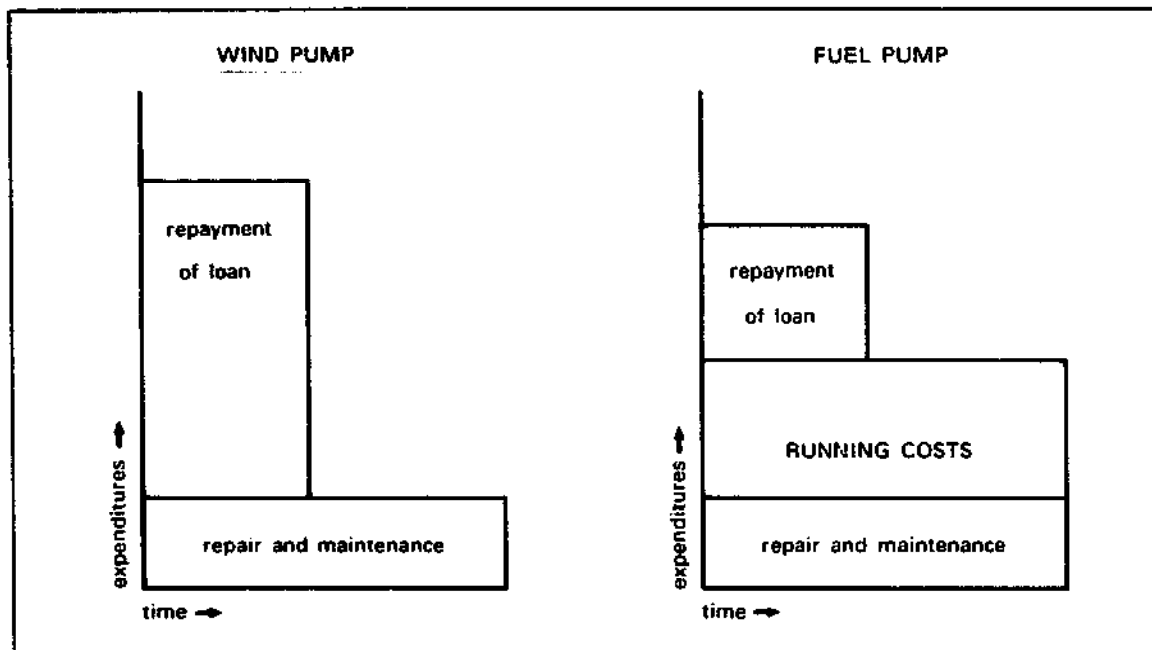 WIND PUMP
repayment
of loan
repair and maintenance
expenditures →
time →
FUEL PUMP
repayment
of loan
RUNNING COSTS
repair and maintenance
expenditures →
time →